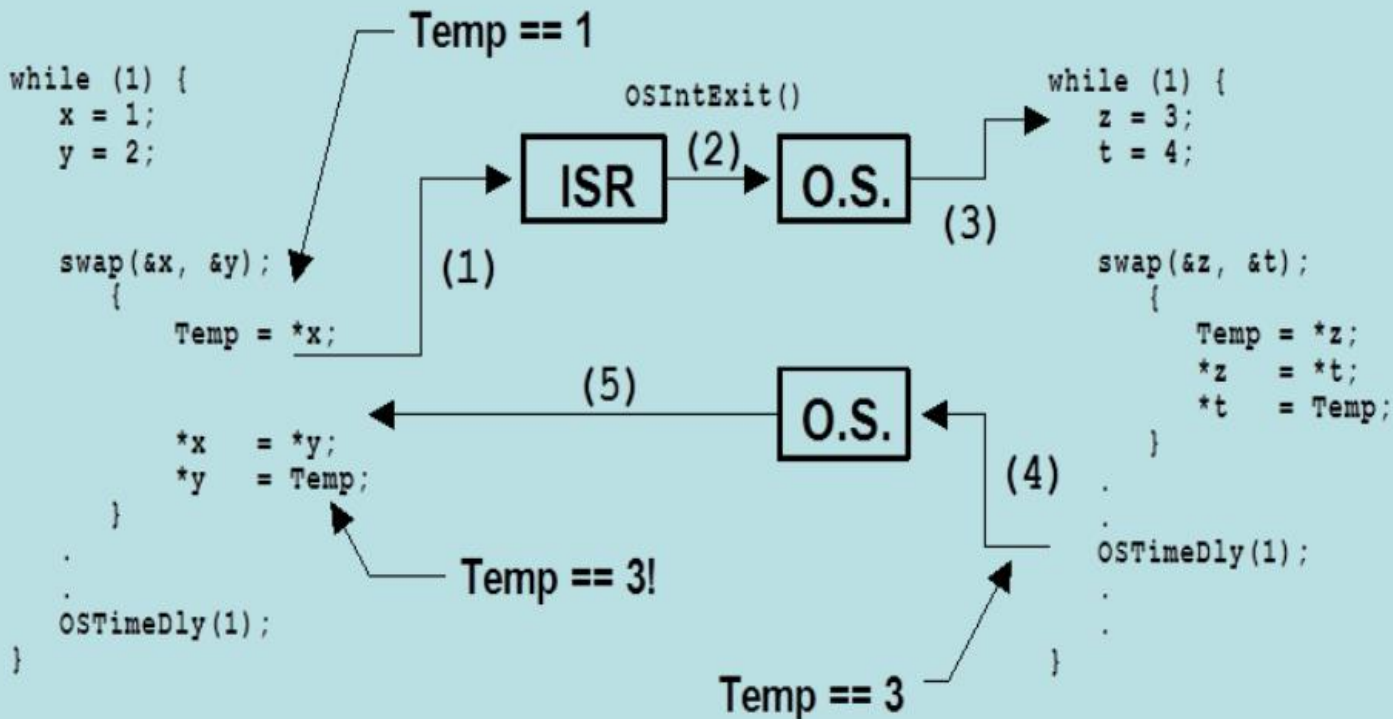 Temp == 1
while (1) {
x = 1;
y = 2;
swap(&x, &y);
{
Temp = *x;
*x = *y;
*y = Temp;
}
.
.
OSTimeDly(1);
}
(1)
ISR
OSIntExit()
(2)
O.S.
(3)
while (1) {
z = 3;
t = 4;
swap(&z, &t);
{
Temp = *z;
*z = *t;
*t = Temp;
}
.
.
OSTimeDly(1);
.
.
}
(4)
O.S.
(5)
Temp == 3!
Temp == 3